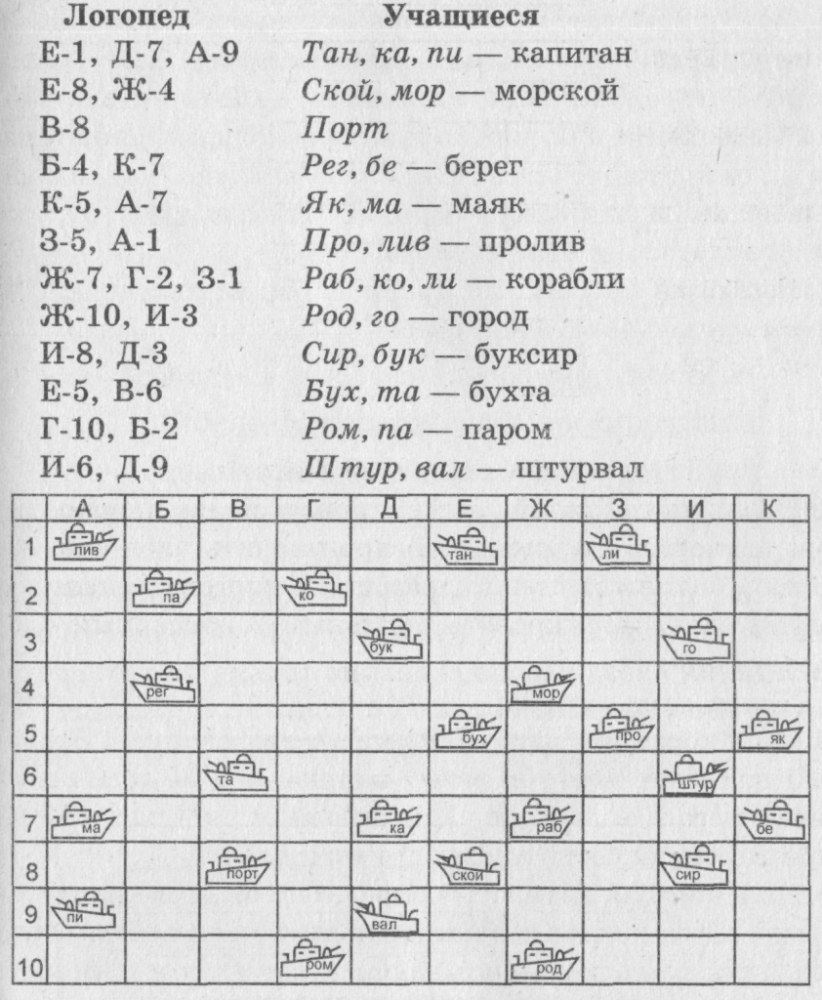 Логопед Учащиеся
Е-1, Д-7, А-9 Тан, ка, пи — капитан
Е-8, Ж-4 Ской, мор — морской
В-8 Порт
Б-4, К-7 Рег, бе — берег
К-5, А-7 Як, ма — маяк
З-5, А-1 Про, лив — пролив
Ж-7, Г-2, З-1 Раб, ко, ли — корабли
Ж-10, И-3 Род, го — город
И-8, Д-3 Сир, бук — буксир
Е-5, В-6 Бух, та — бухта
Г-10, Б-2 Ром, па — паром
И-6, Д-9 Штур, вал — штурвал
А Б В Г Д Е Ж З И К
1 лив тан ли
2 па ко
3 бук го
4 рег мор
5 бух про як
6 та штур
7 ма ка раб бе
8 порт ской сир
9 пи вал
10 ром род